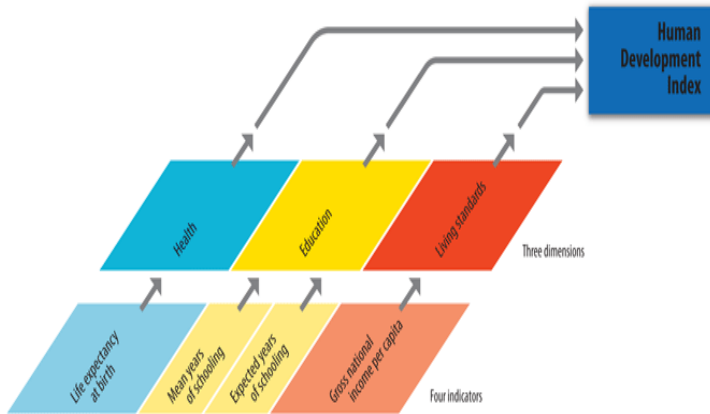 Human
Development
Index
Health
Education
Living standards
Three dimensions
Life expectancy
at birth
Mean years
of schooling
Expected years
of schooling
Gross national
income per capita
Four indicators